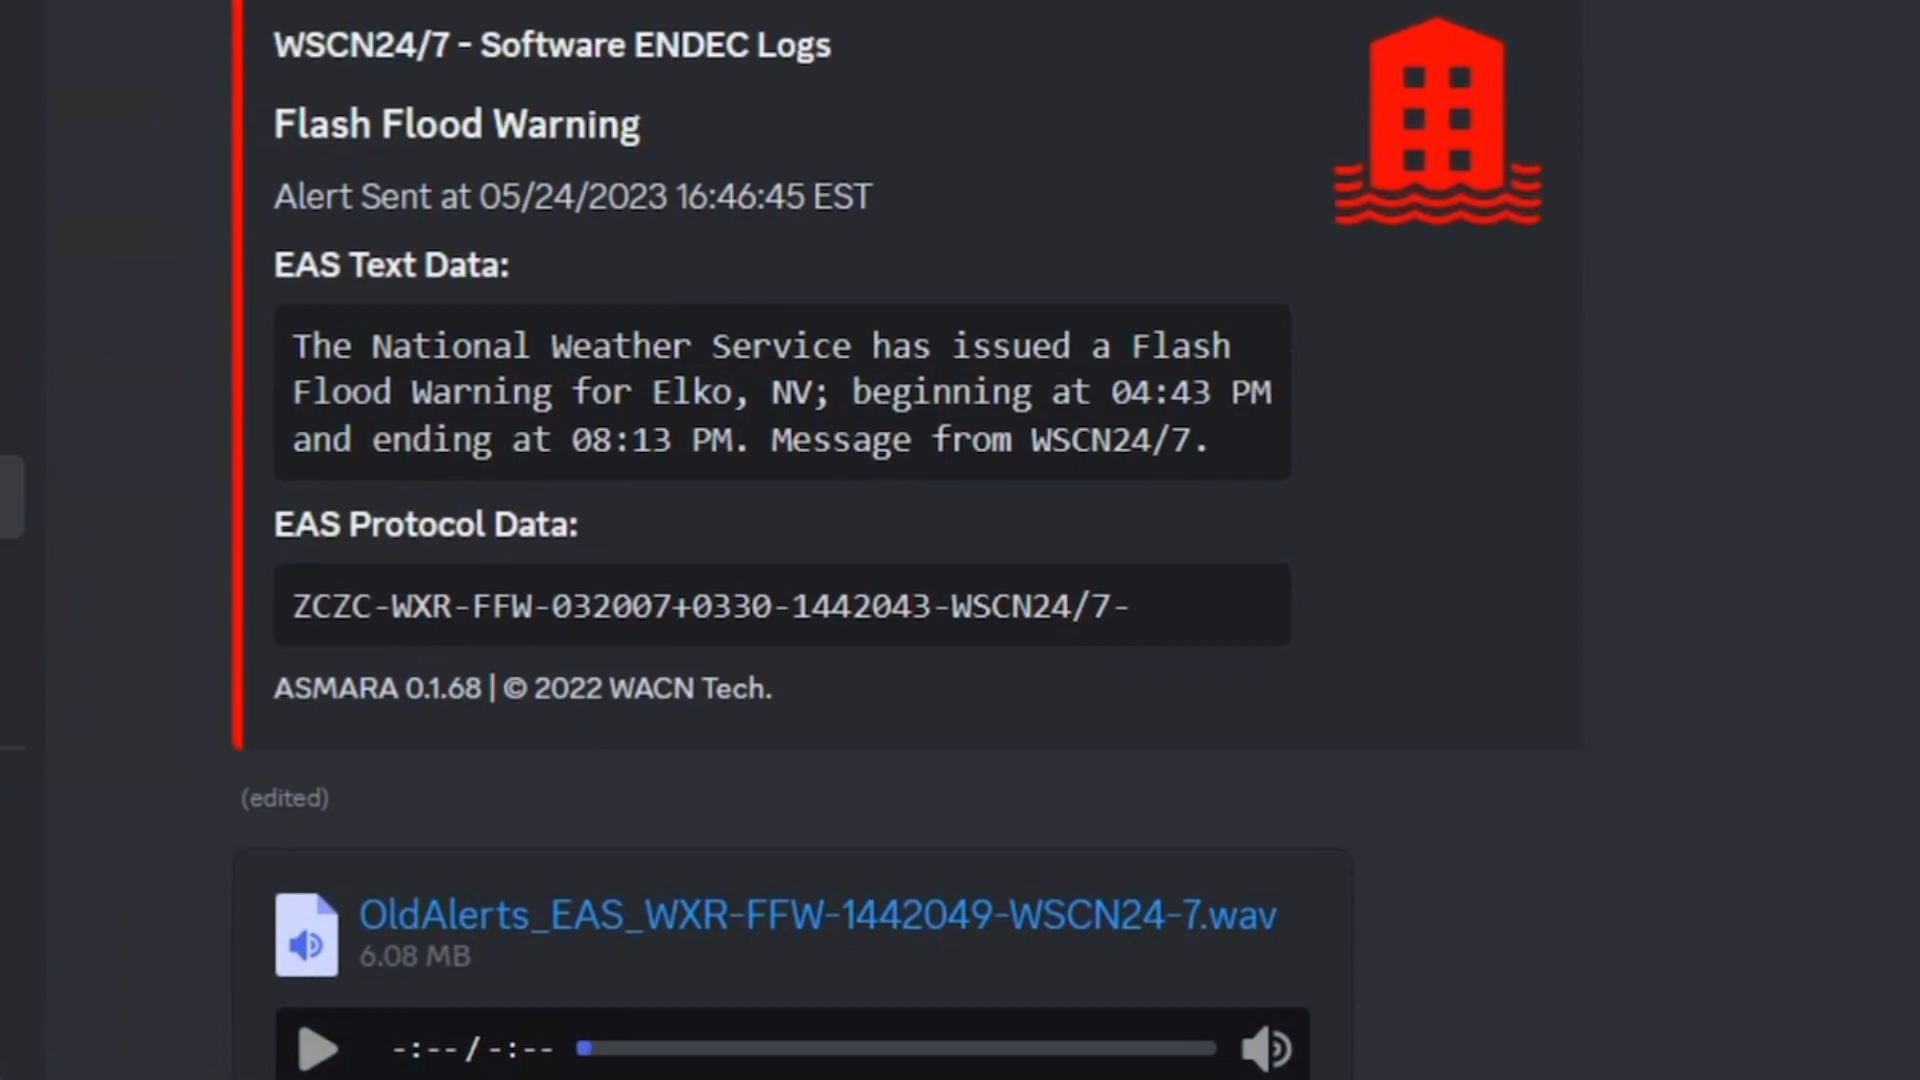 WSCN24/7 - Software ENDEC Logs
Flash Flood Warning
Alert Sent at 05/24/2023 16:46:45 EST
EAS Text Data:
The National Weather Service has issued a Flash
Flood Warning for Elko, NV; beginning at 04:43 PM
and ending at 08:13 PM. Message from WSCN24/7.
EAS Protocol Data:
ZCZC-WXR-FFW-032007+0330-1442043-WSCN24/7-
ASMARA 0.1.68 | © 2022 WACN Tech.
(edited)
OldAlerts_EAS_WXR-FFW-1442049-WSCN24-7.wav
6.08 MB
-:-- / -:--